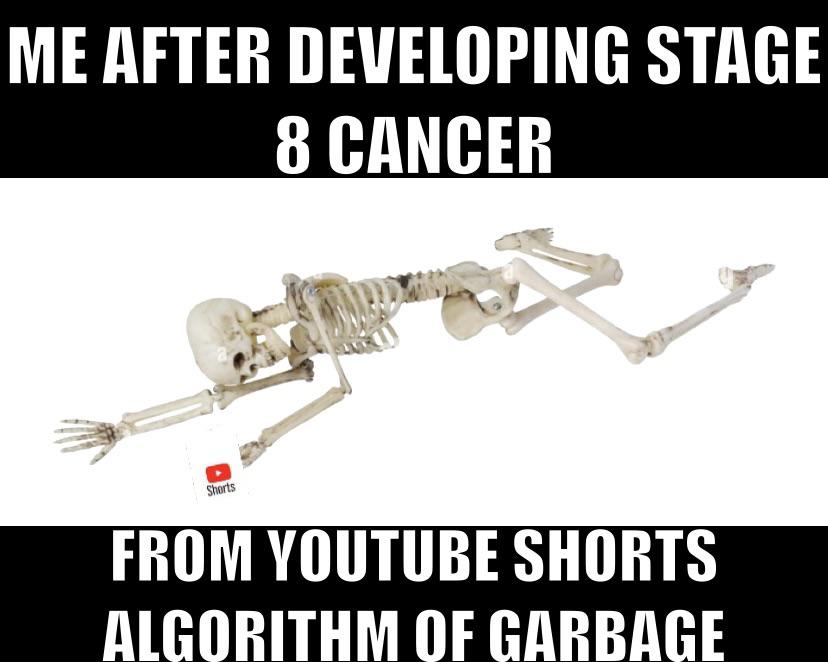 ME AFTER DEVELOPING STAGE
8 CANCER
Shorts
FROM YOUTUBE SHORTS
ALGORITHM OF GARBAGE